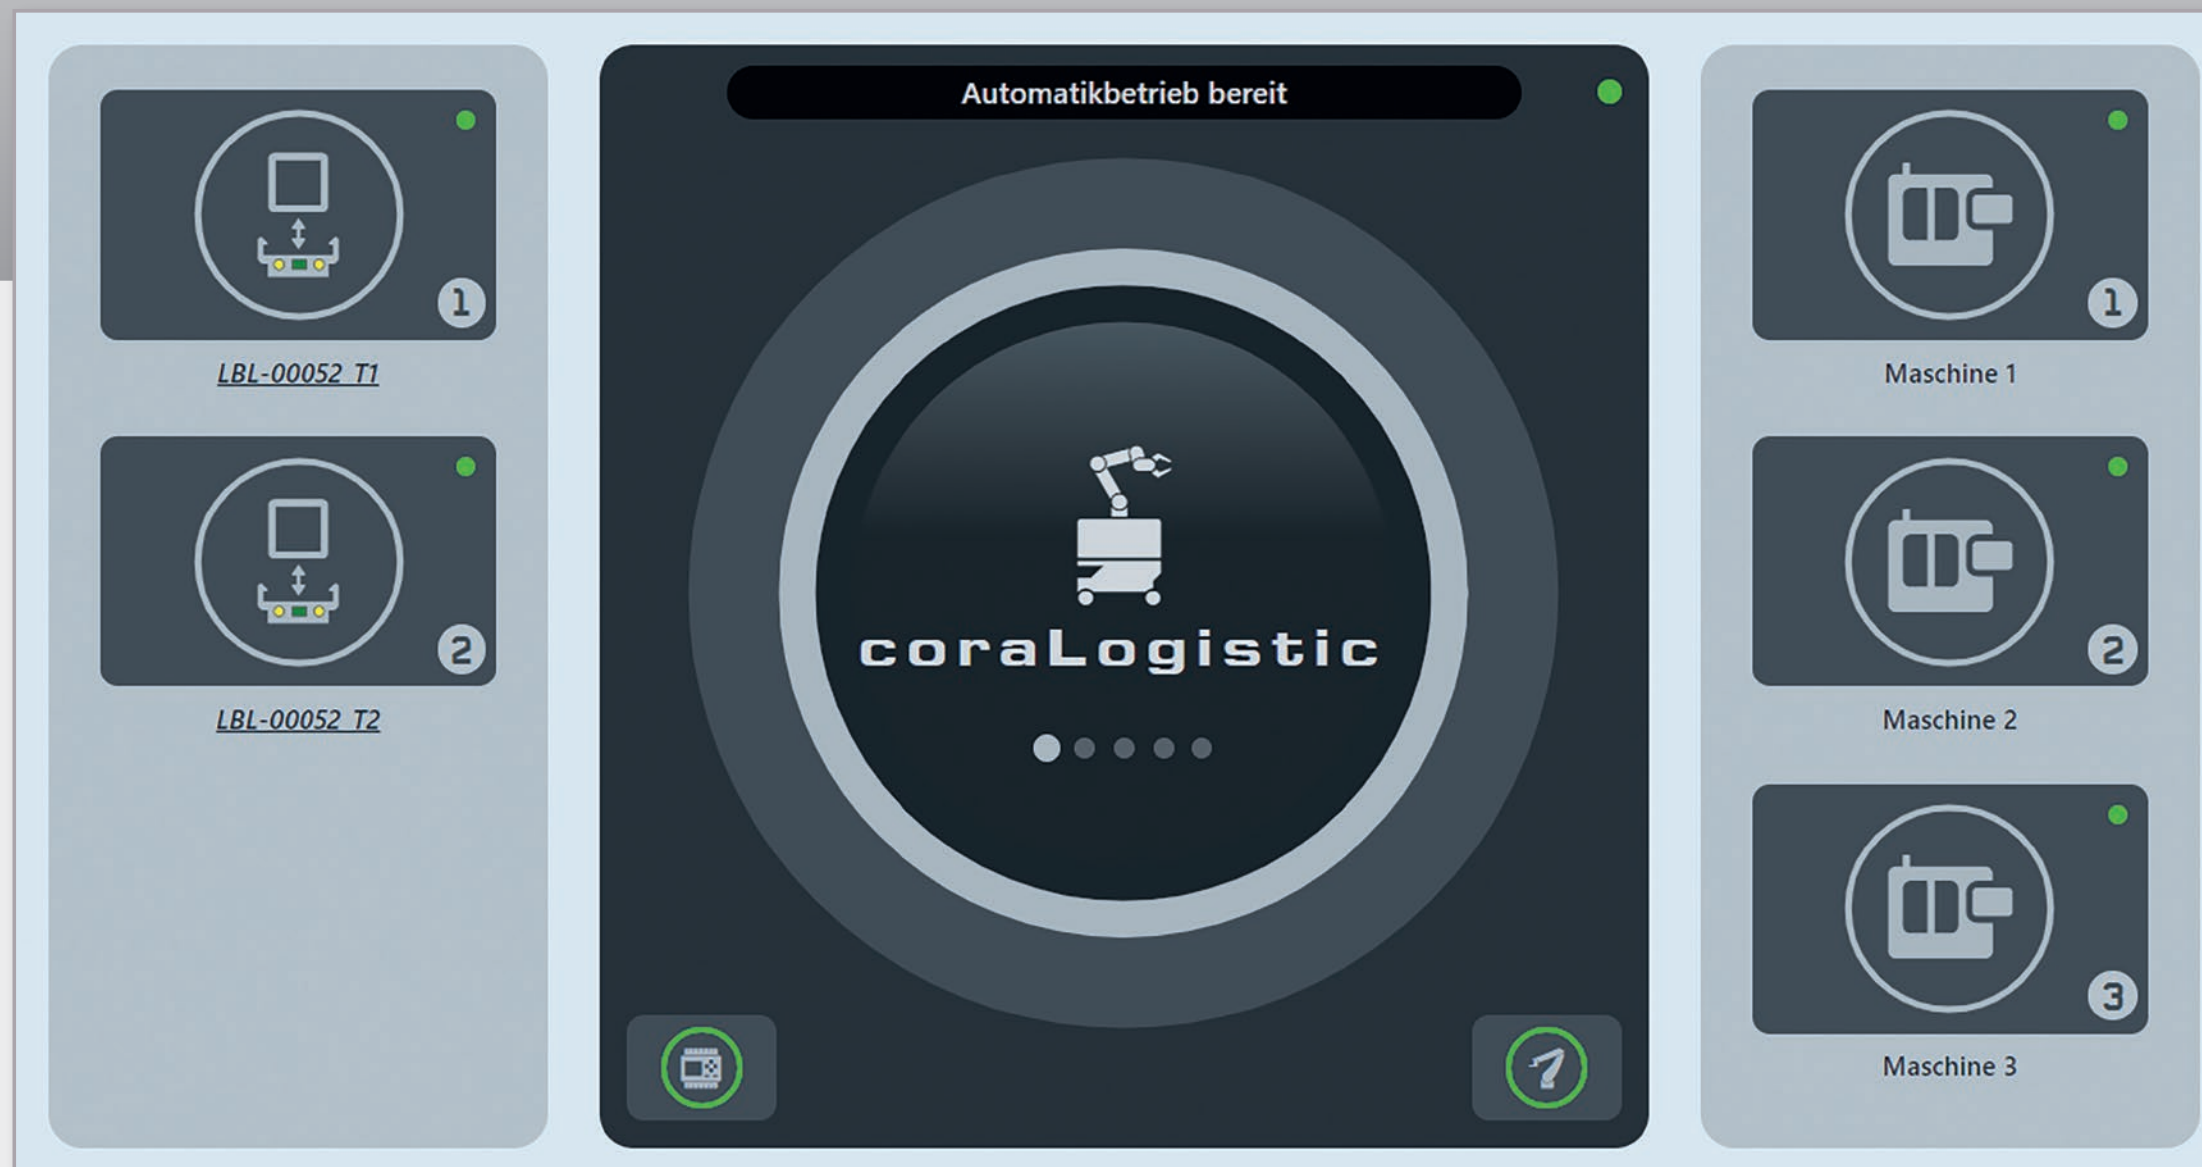 1
LBL-00052_T1
2
LBL-00052_T2
Automatikbetrieb bereit
coraLogistic
1
Maschine 1
2
Maschine 2
3
Maschine 3